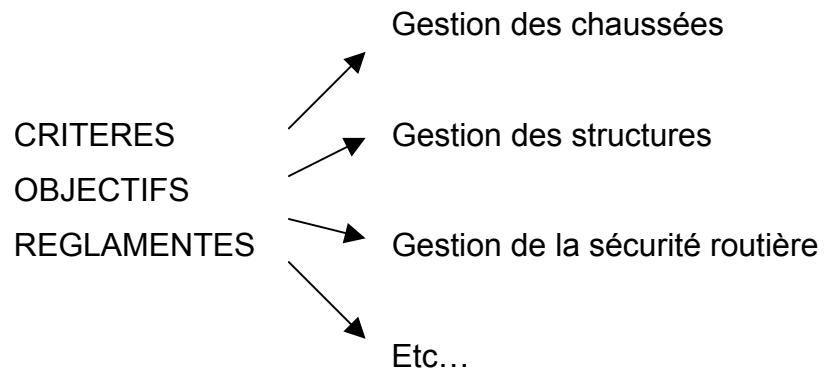 Gestion des chaussées
CRITERES
Gestion des structures
OBJECTIFS
REGLAMENTES
Gestion de la sécurité routière
Etc…